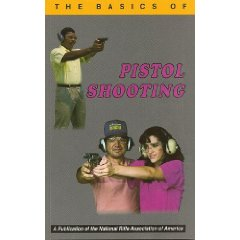 THE BASICS OF
PISTOL
SHOOTING
A Publication of the National Rifle Association of America